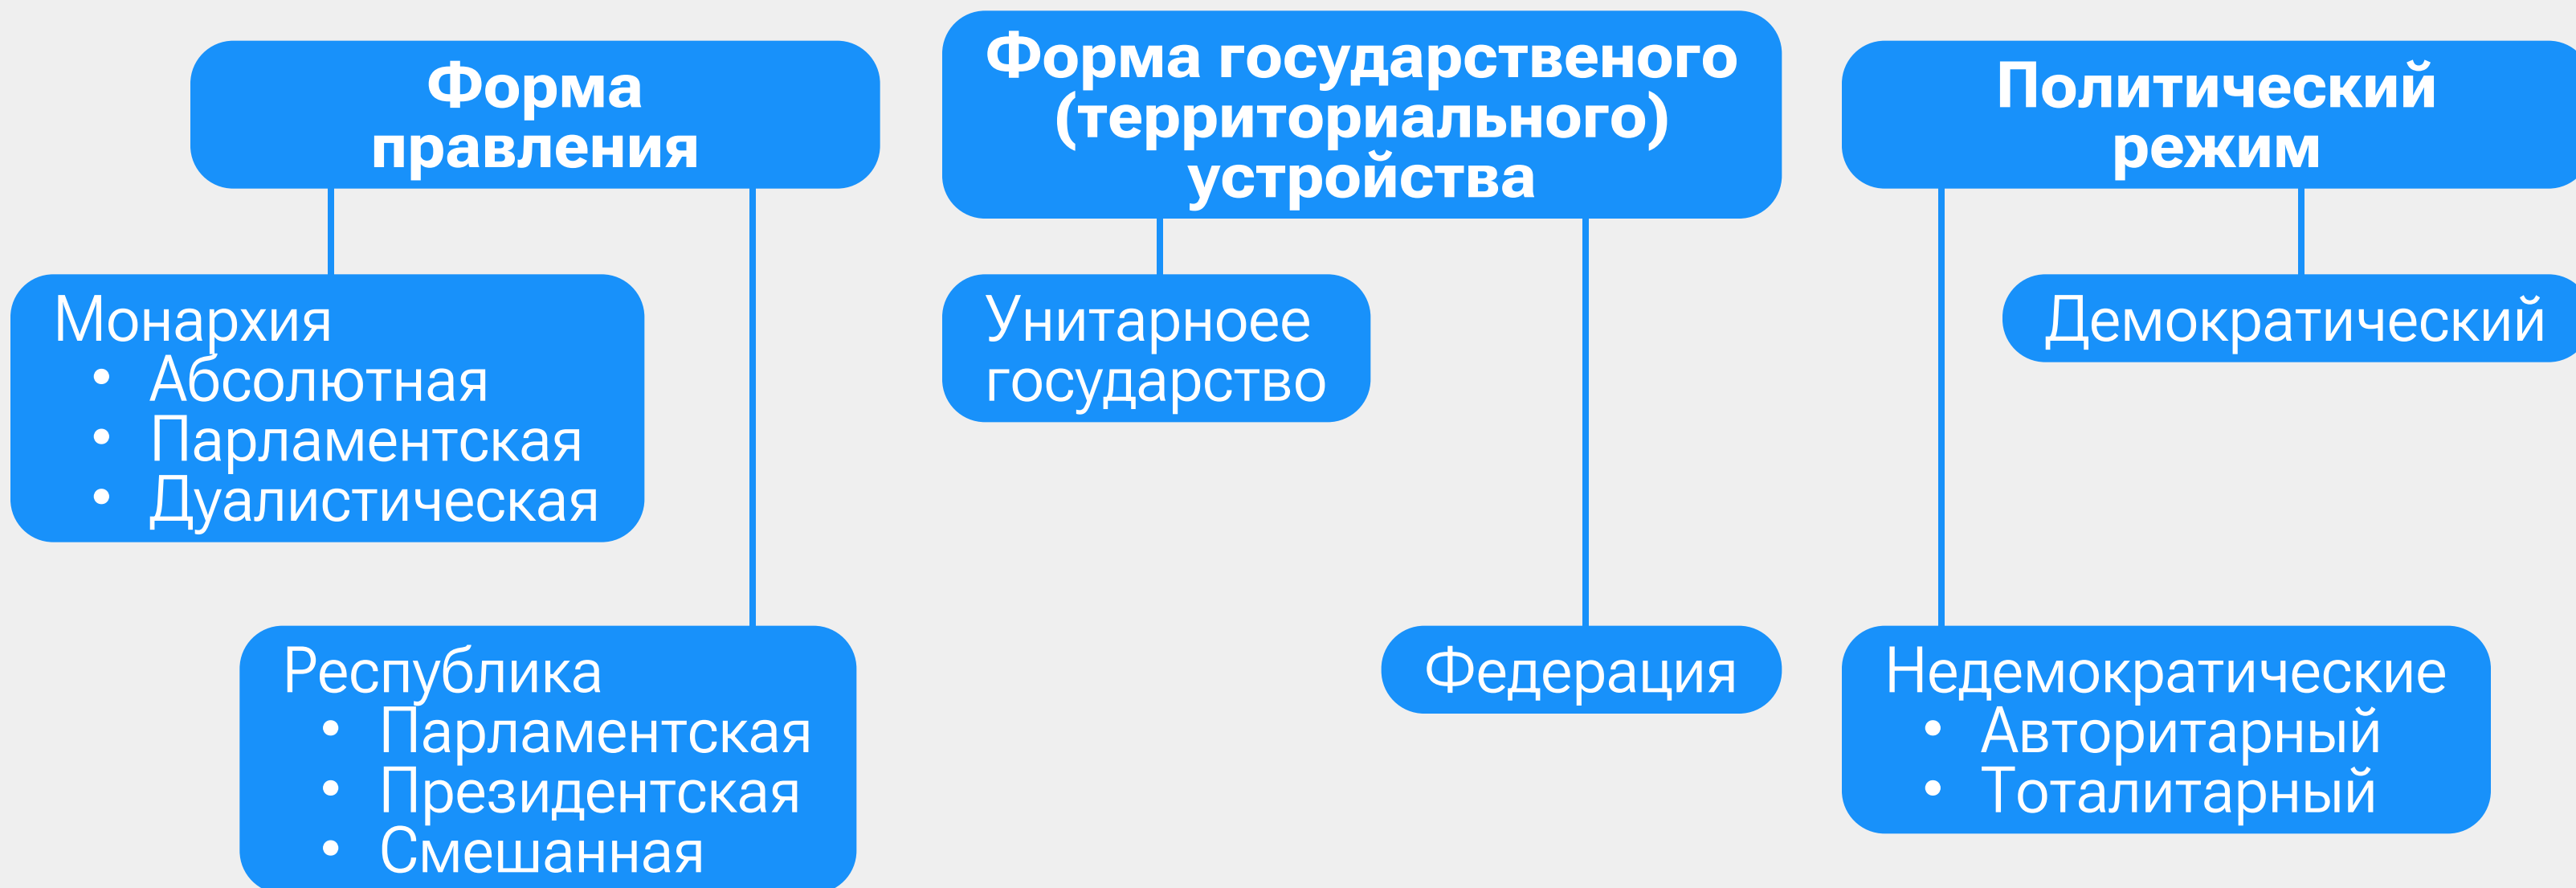 Форма
правления
Монархия
• Абсолютная
• Парламентская
• Дуалистическая
Республика
• Парламентская
• Президентская
• Смешанная
Форма государственого
(территориального)
устройства
Унитарноее
государство
Федерация
Политический
режим
Демократический
Недемократические
• Авторитарный
• Тоталитарный